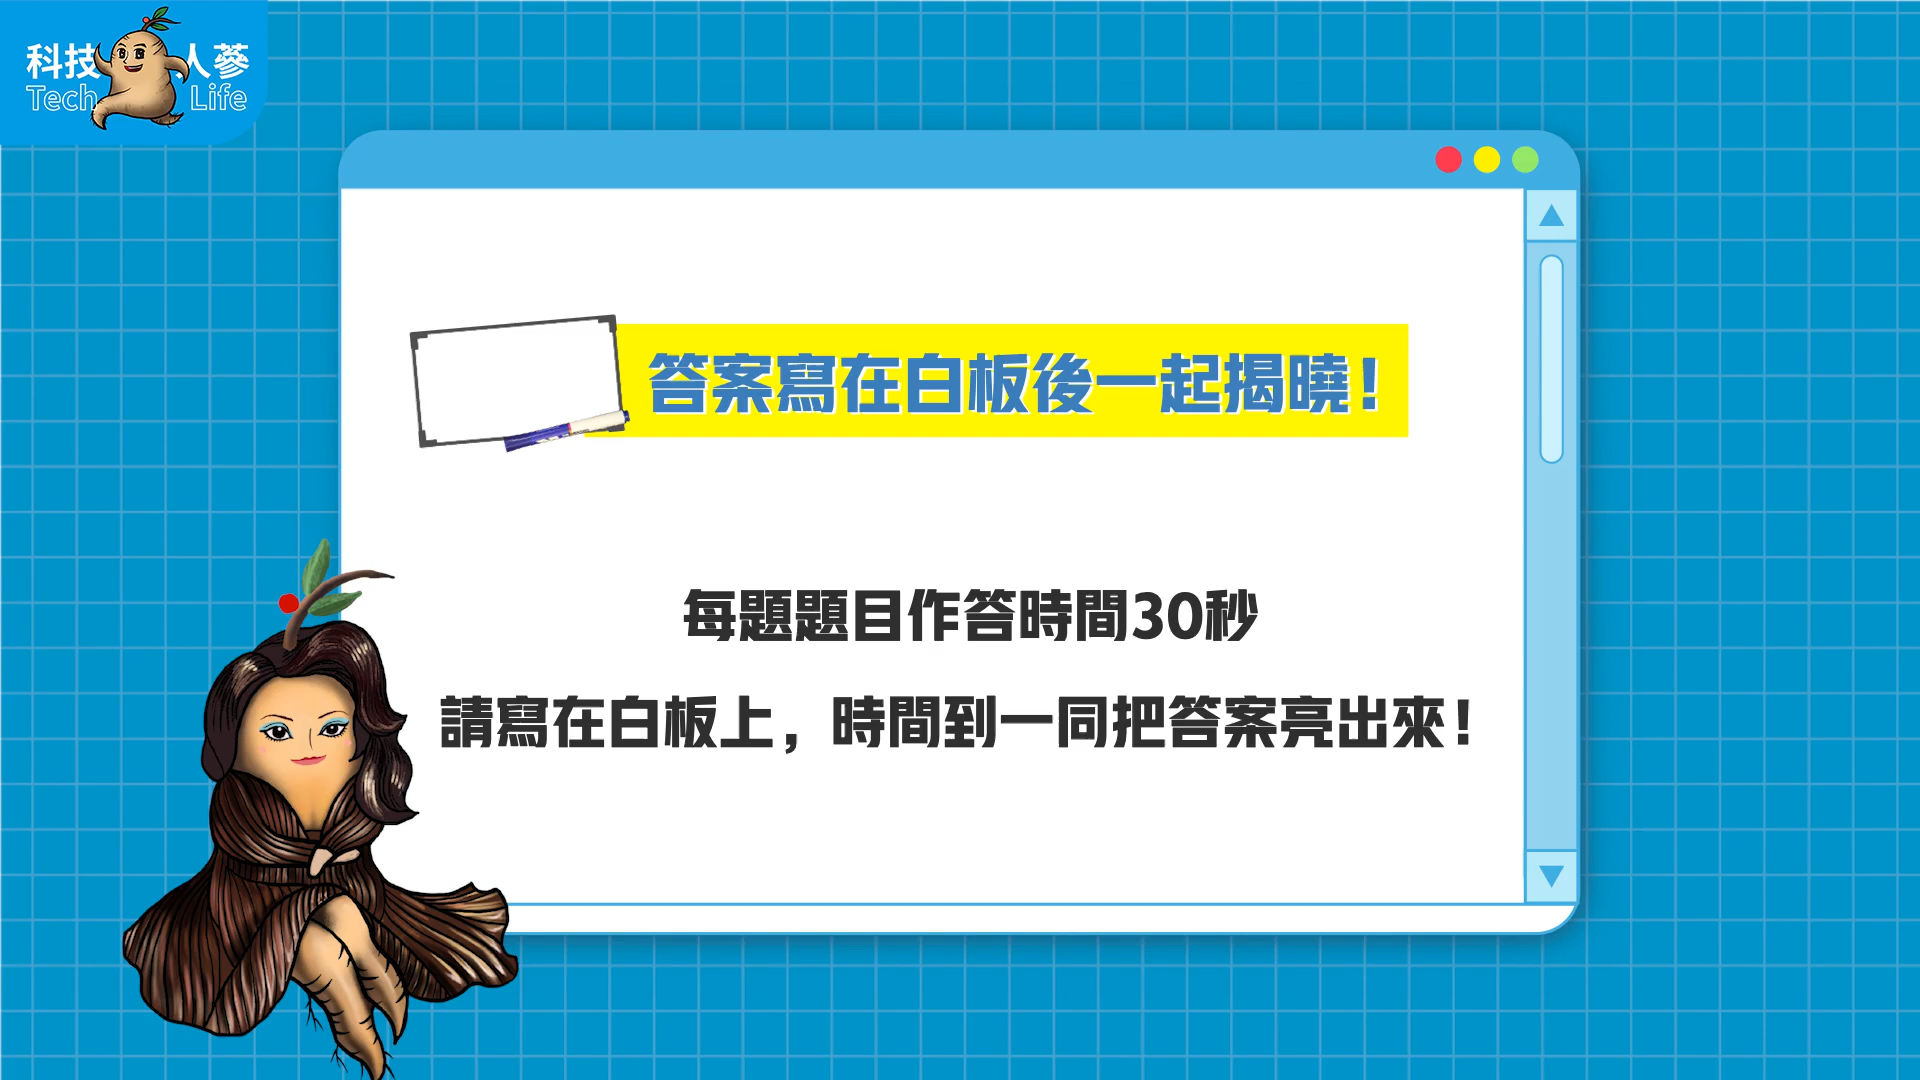 科技人蔘
Tech Life
答案寫在白板後一起揭曉！
每題題目作答時間30秒
請寫在白板上，時間到一同把答案亮出來！